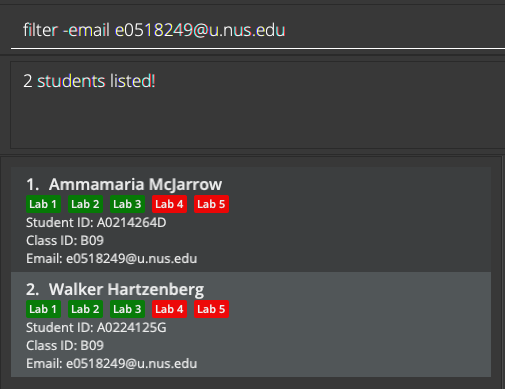 filter -email e0518249@u.nus.edu
2 students listed!
1. Ammamaria McJarrow
Lab 1 Lab 2 Lab 3 Lab 4 Lab 5
Student ID: A0214264D
Class ID: B09
Email: e0518249@u.nus.edu
2. Walker Hartzenberg
Lab 1 Lab 2 Lab 3 Lab 4 Lab 5
Student ID: A0224125G
Class ID: B09
Email: e0518249@u.nus.edu